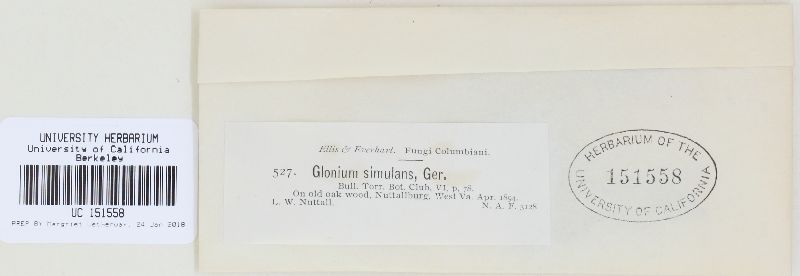 UNIVERSITY HERBARIUM
University of California
Berkeley
UC 151558
PREP BY Margriet 24 Jan 2018
Ellis & Everhart. Fungi Columbiani.
527. Glonium simulans, Ger.
Bull. Torr. Bot. Club, VI, p. 78.
On old oak wood, Nuttallburg, West Va. Apr. 1894.
L. W. Nuttall. N. A. F. 3128
HERBARIUM OF THE
151558
UNIVERSITY OF CALIFORNIA